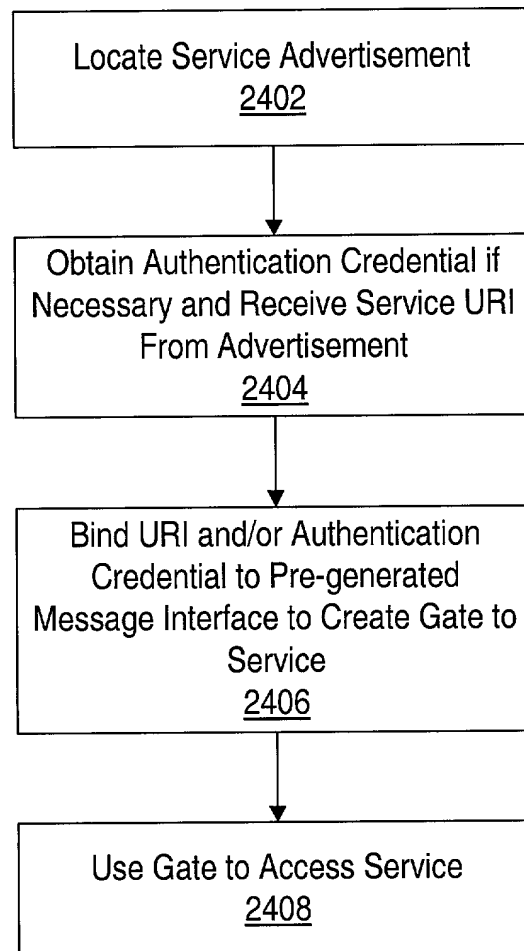 Locate Service Advertisement
2402
Obtain Authentication Credential if
Necessary and Receive Service URI
From Advertisement
2404
Bind URI and/or Authentication
Credential to Pre-generated
Message Interface to Create Gate to
Service
2406
Use Gate to Access Service
2408